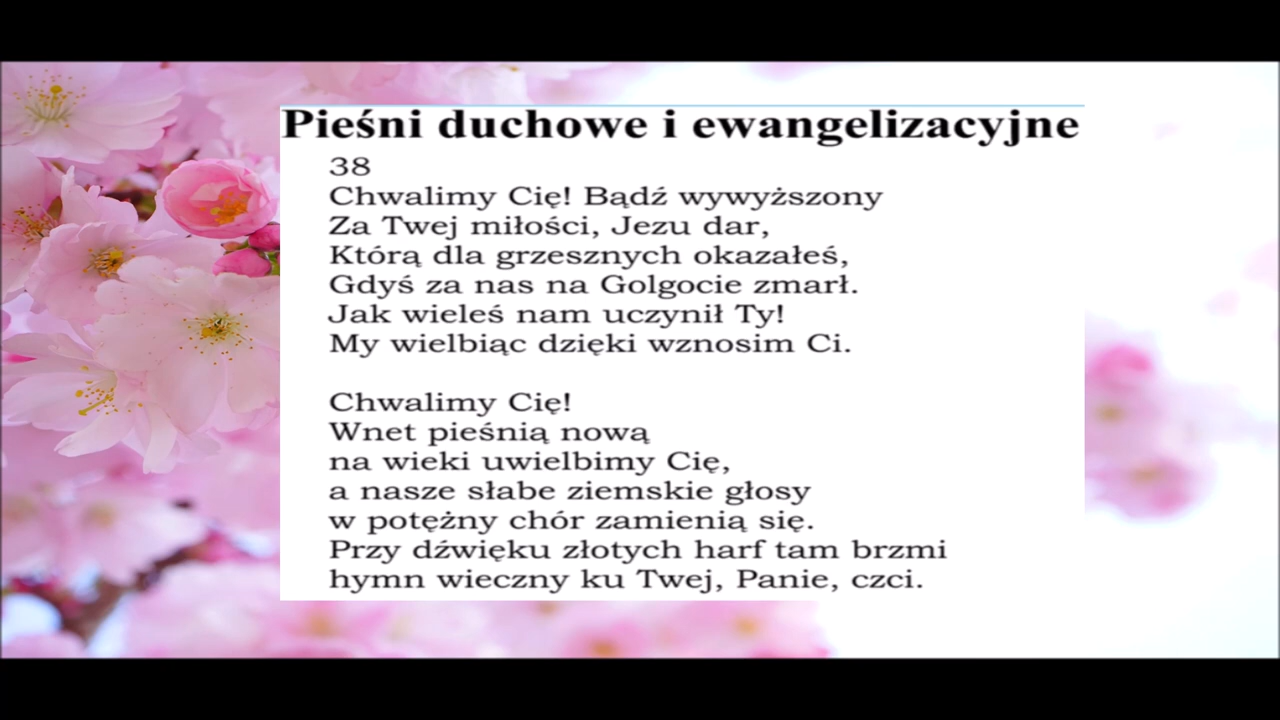 Pieśni duchowe i ewangelizacyjne
38
Chwalimy Cię! Bądź wywyższony
Za Twej miłości, Jezu dar,
Którą dla grzesznych okazałeś,
Gdyś za nas na Golgocie zmarł.
Jak wieleś nam uczynił Ty!
My wielbiąc dzięki wznosim Ci.
Chwalimy Cię!
Wnet pieśnią nową
na wieki uwielbimy Cię,
a nasze słabe ziemskie głosy
w potężny chór zamienią się.
Przy dźwięku złotych harf tam brzmi
hymn wieczny ku Twej, Panie, czci.